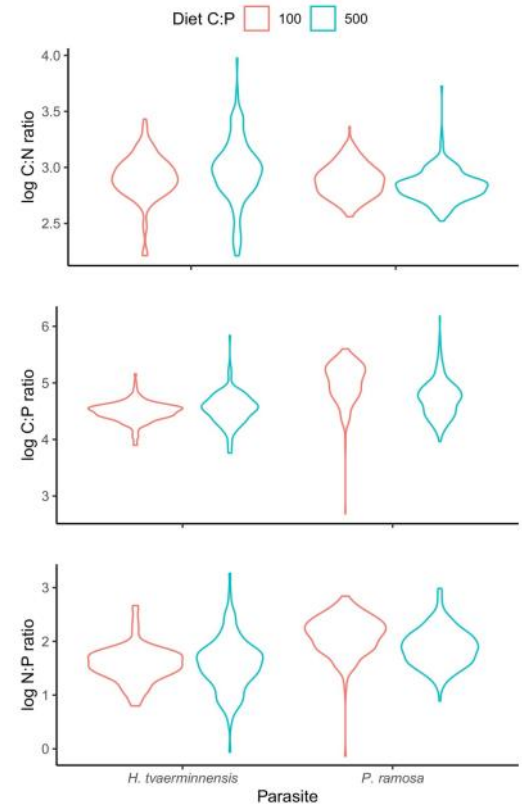 Diet C:P 100 500
4.0
3.5
3.0
2.5
log C:N ratio
6
5
4
3
log C:P ratio
3
2
1
0
log N:P ratio
H. tvaerminnensis P. ramosa
Parasite